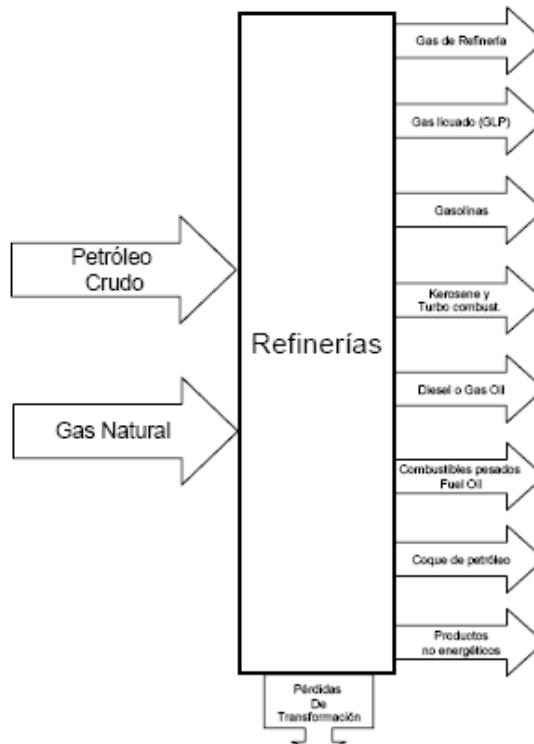 Petróleo
Crudo
Gas Natural
Refinerías
Gas de Refinería
Gas licuado (GLP)
Gasolinas
Kerosene y
Turbo combust.
Diesel o Gas Oil
Combustibles pesados
Fuel Oil
Coque de petróleo
Productos
no energéticos
Pérdidas
De
Transformación